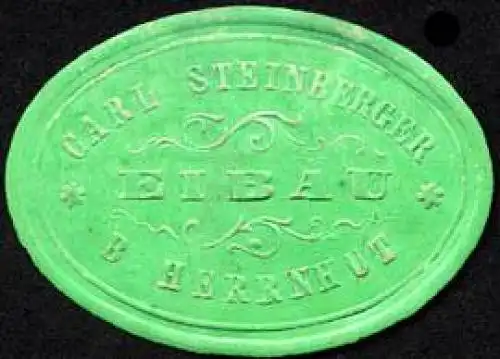 CARL STEINBERGER
* EIBAU *
B HERRNHUT